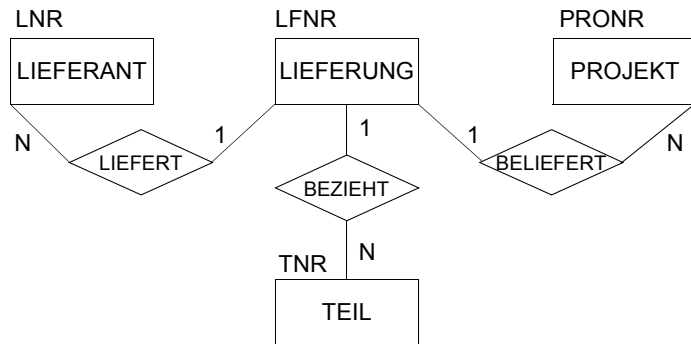 LNR
LFNR
PRONR
LIEFERANT
LIEFERUNG
PROJEKT
N
1
1
1
N
LIEFERT
BEZIEHT
BELIEFERT
N
TNR
TEIL